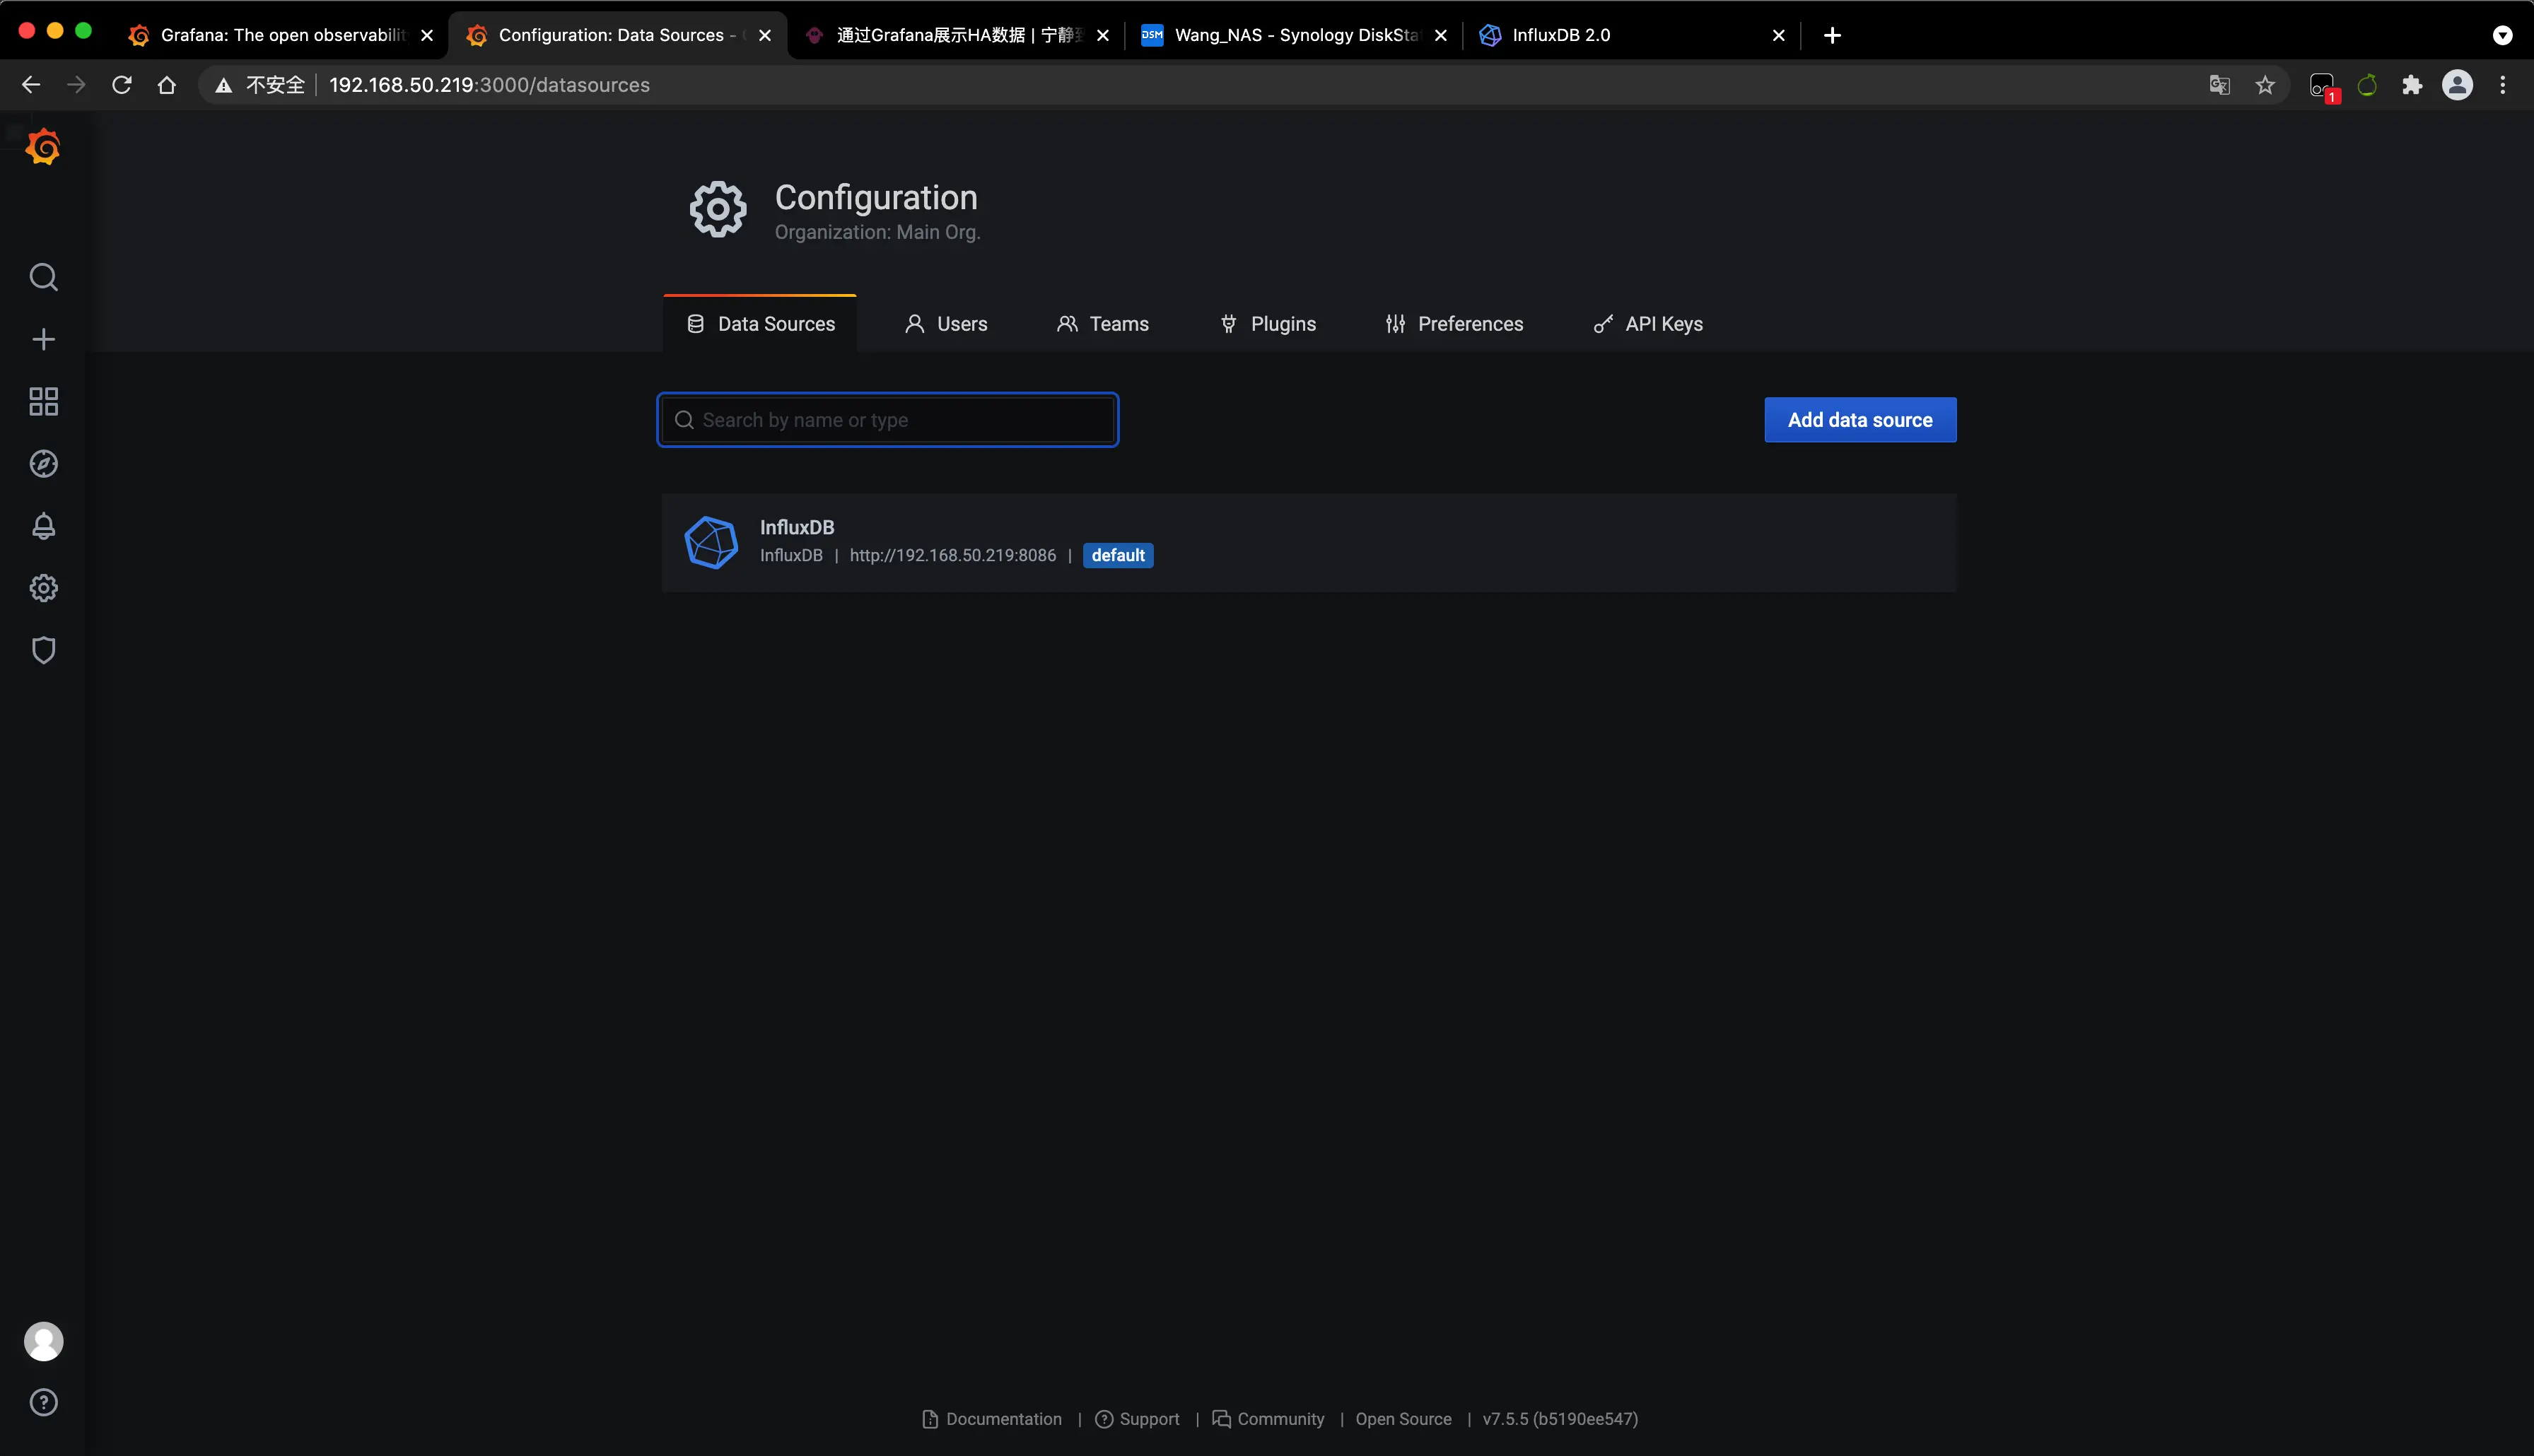 Grafana: The open observabilit
Configuration: Data Sources -
通过Grafana展示HA数据 | 宁静
DSM
Wang_NAS - Synology DiskSta
InfluxDB 2.0
不安全
192.168.50.219:3000/datasources
1
Configuration
Organization: Main Org.
Data Sources
Users
Teams
Plugins
Preferences
API Keys
Search by name or type
Add data source
InfluxDB
InfluxDB | http://192.168.50.219:8086 | default
Documentation | Support | Community | Open Source | v7.5.5 (b5190ee547)